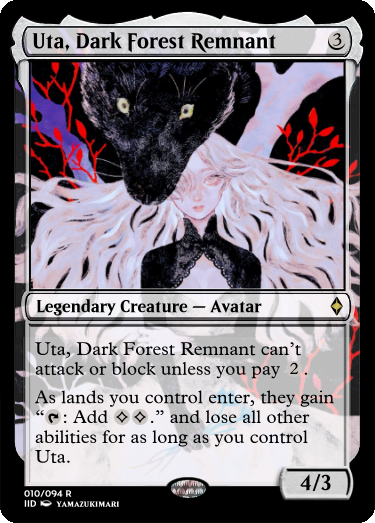 Uta, Dark Forest Remnant 3
Legendary Creature — Avatar
Uta, Dark Forest Remnant can't
attack or block unless you pay 2.
As lands you control enter, they gain
“: Add .” and lose all other
abilities for as long as you control
Uta.
4/3
010/094 R
IID YAMAZUKIMARI